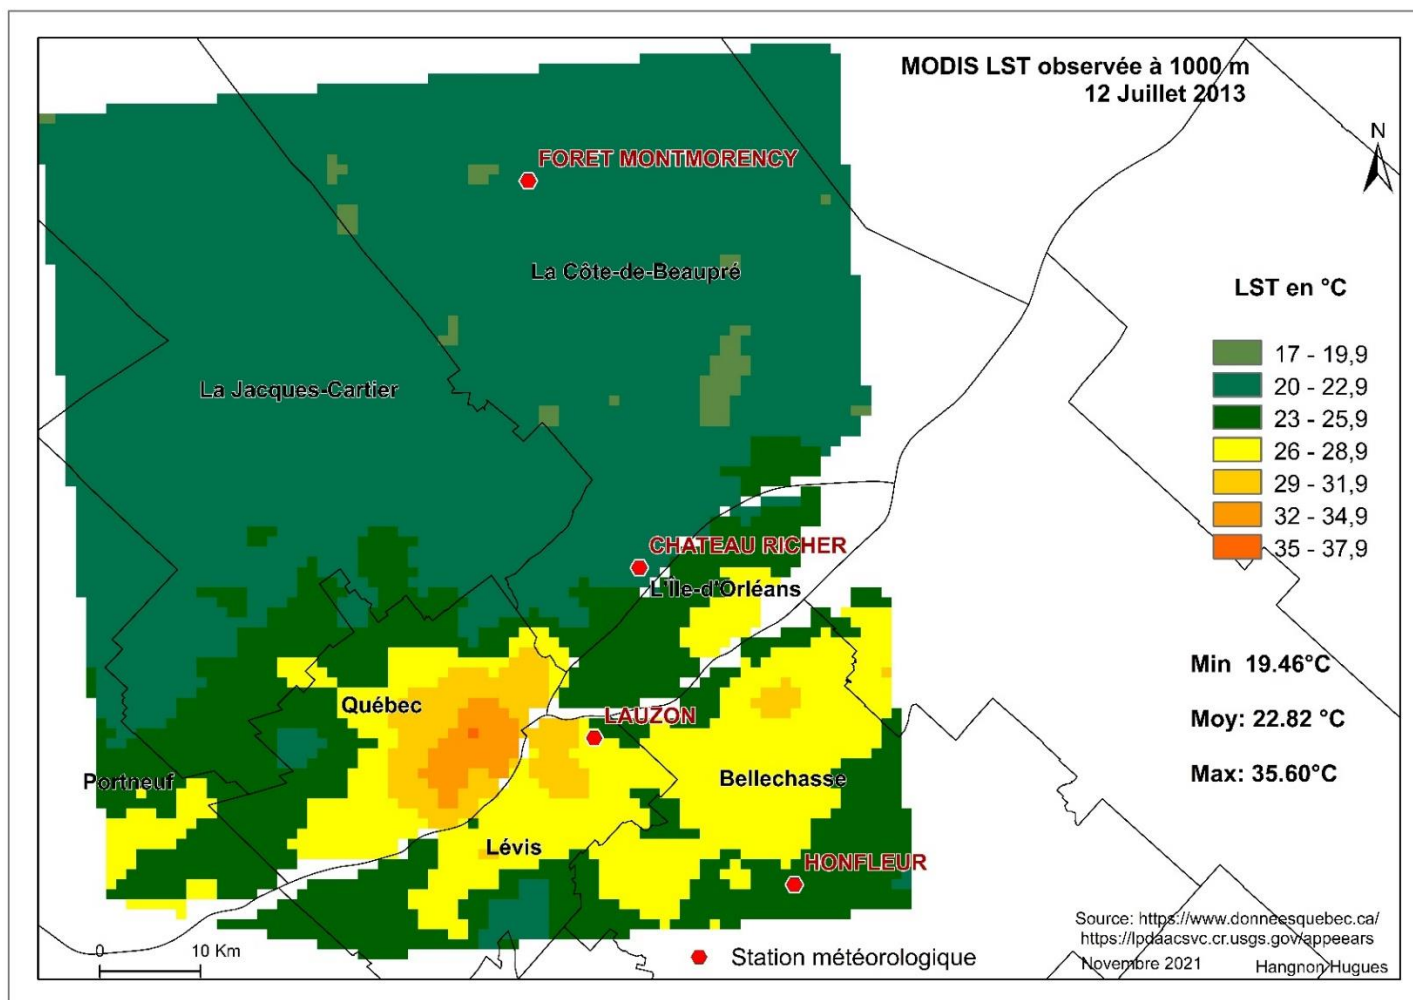 MODIS LST observée à 1000 m
12 Juillet 2013
N
FORET MONTMORENCY
La Côte-de-Beaupré
LST en °C
17 - 19,9
20 - 22,9
23 - 25,9
26 - 28,9
29 - 31,9
32 - 34,9
35 - 37,9
La Jacques-Cartier
CHATEAU RICHER
L'Île-d'Orléans
Min 19.46°C
Moy: 22.82 °C
Max: 35.60°C
Québec
LAUZON
Portneuf
Bellechasse
Lévis
HONFLEUR
0 10 Km
Station météorologique
Source: https://www.donneesquebec.ca/
https://lpdaacsvc.cr.usgs.gov/appeears
Novembre 2021 Hangnon Hugues